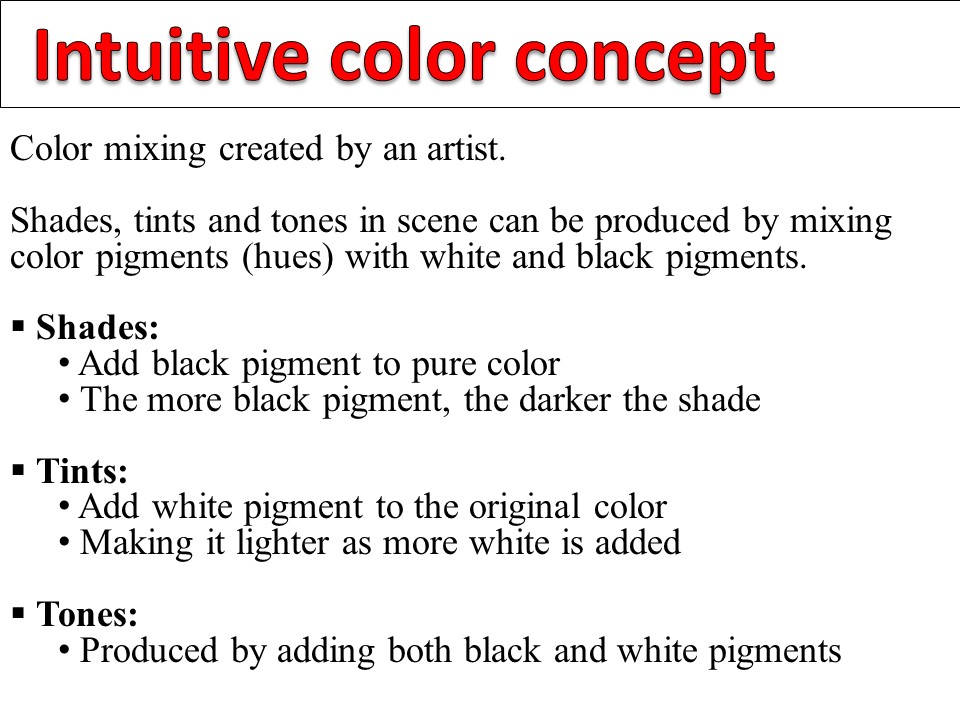 Intuitive color concept
Color mixing created by an artist.
Shades, tints and tones in scene can be produced by mixing
color pigments (hues) with white and black pigments.
▪ Shades:
• Add black pigment to pure color
• The more black pigment, the darker the shade
▪ Tints:
• Add white pigment to the original color
• Making it lighter as more white is added
▪ Tones:
• Produced by adding both black and white pigments